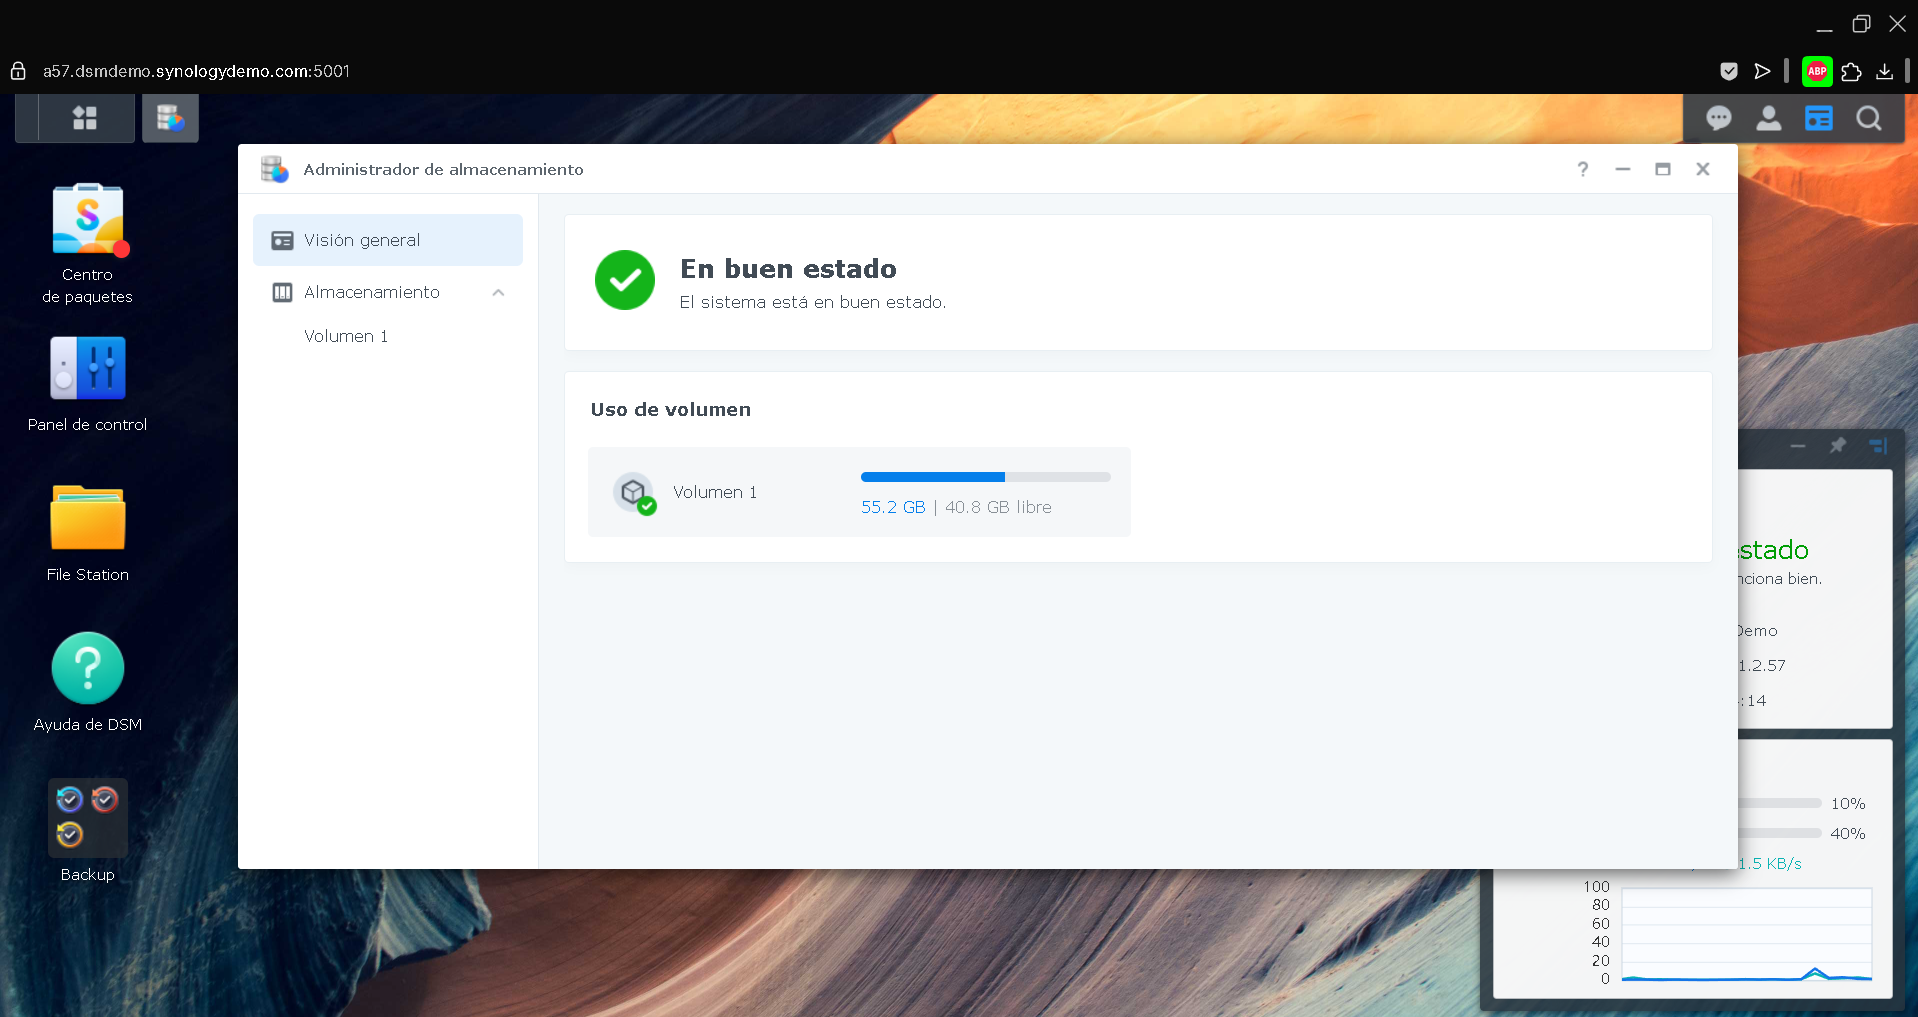 a57.dsmdemo.synologydemo.com:5001
ABP
Administrador de almacenamiento
Centro
de paquetes
Panel de control
File Station
Ayuda de DSM
Backup
Visión general
Almacenamiento
Volumen 1
En buen estado
El sistema está en buen estado.
Uso de volumen
Volumen 1
55.2 GB | 40.8 GB libre
estado
nciona bien.
Demo
1.2.57
:14
10%
40%
1.5 KB/s
100
80
60
40
20
0